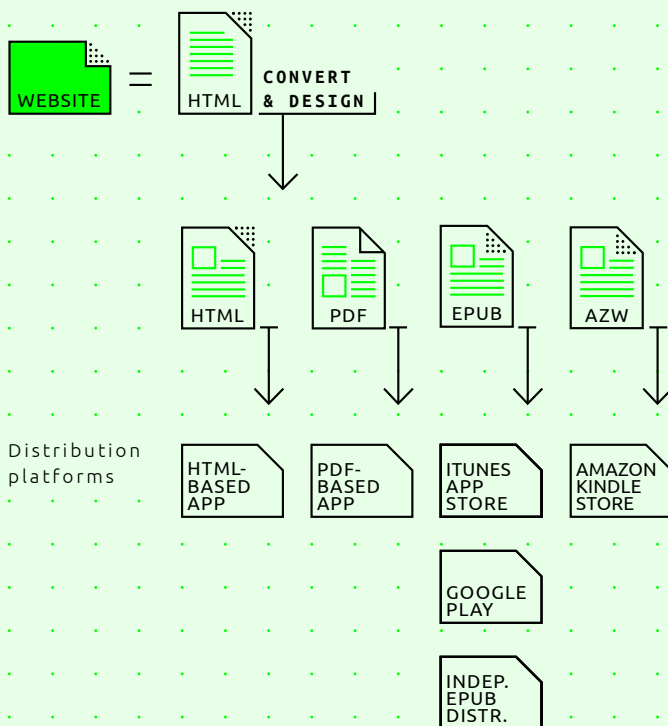 WEBSITE
HTML
CONVERT
& DESIGN
HTML
PDF
EPUB
AZW
Distribution
platforms
HTML-
BASED
APP
PDF-
BASED
APP
ITUNES
APP
STORE
AMAZON
KINDLE
STORE
GOOGLE
PLAY
INDEP.
EPUB
DISTR.